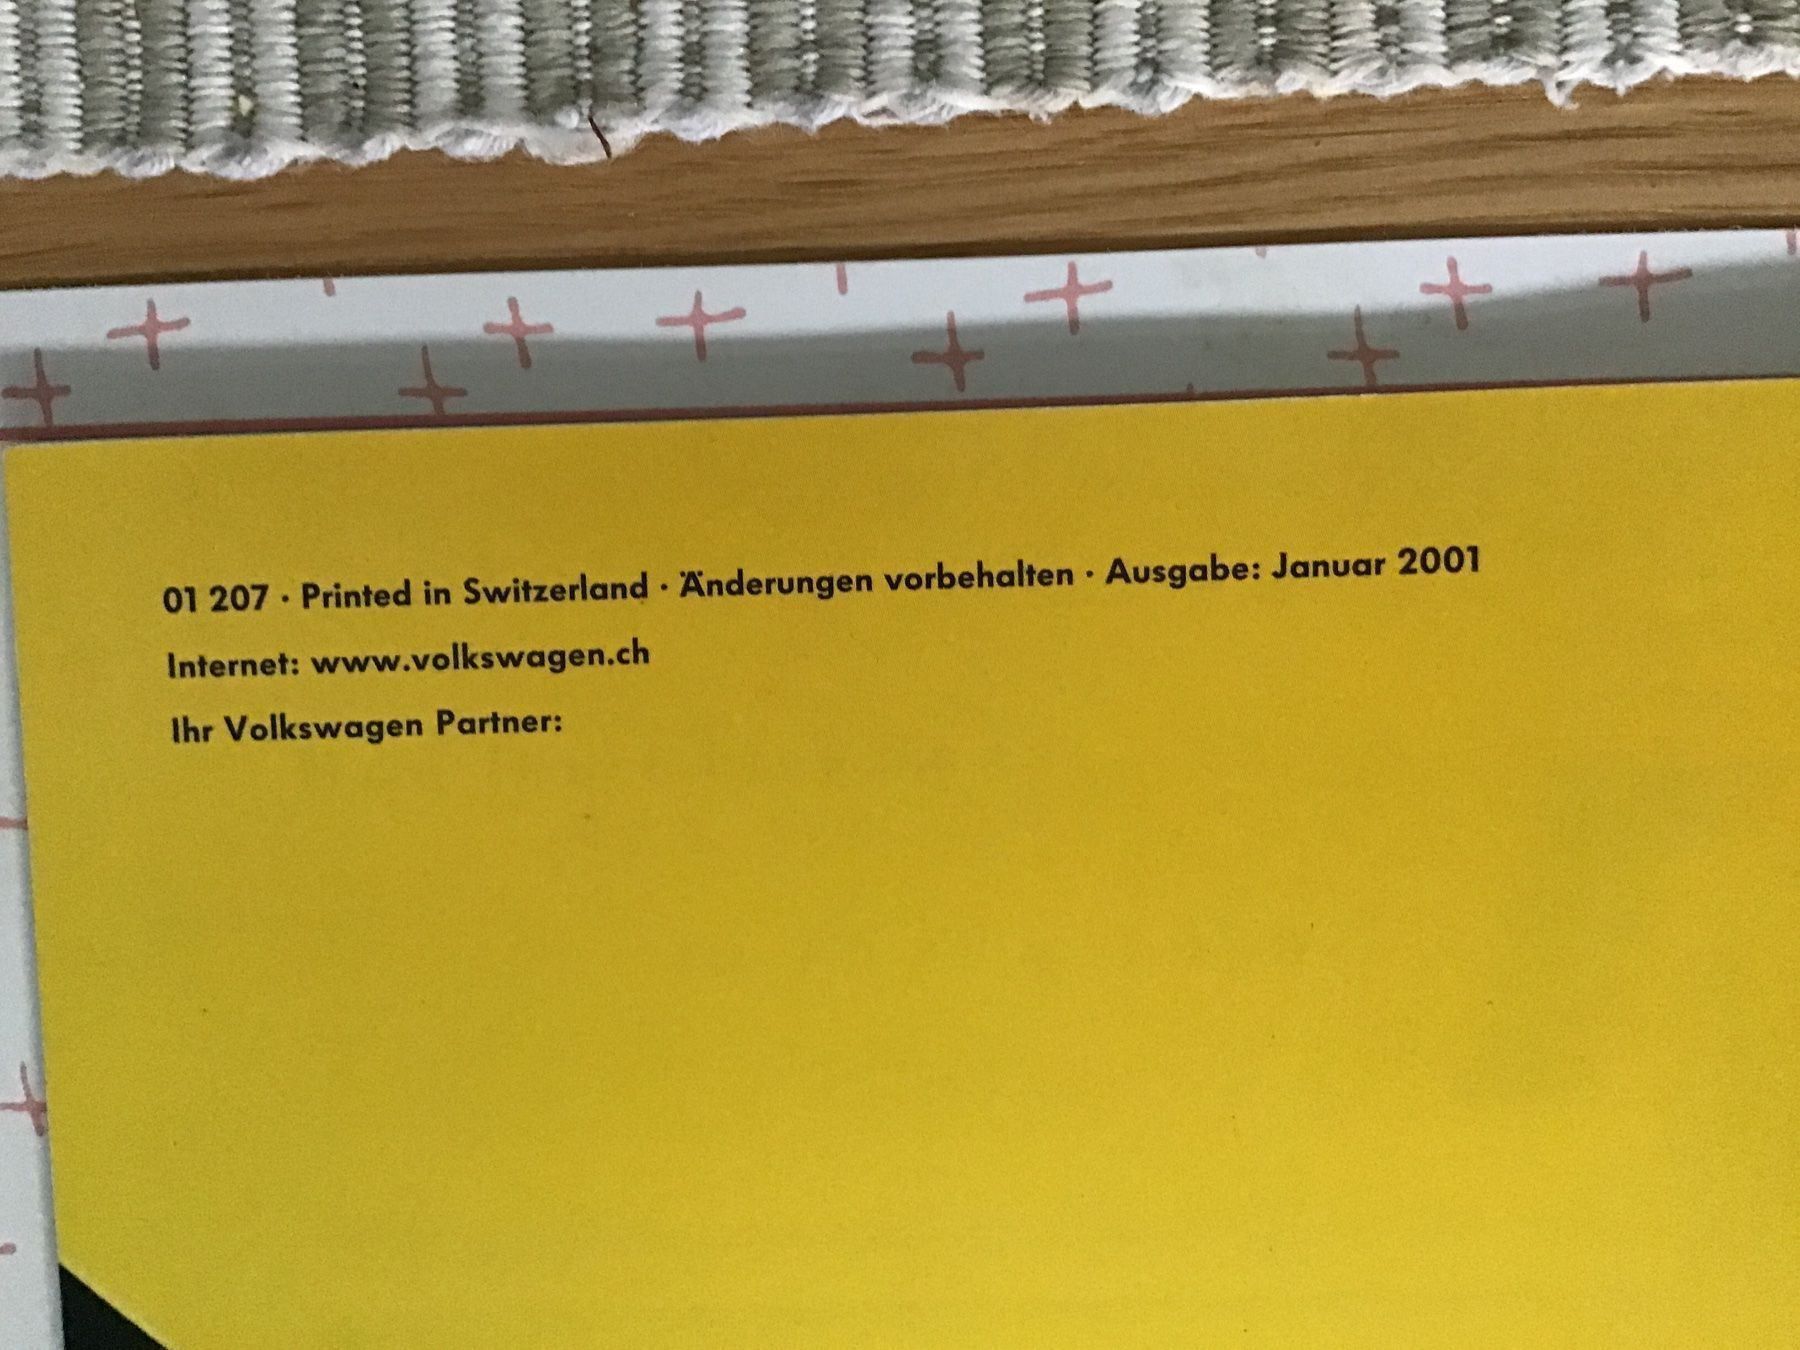 01 207 · Printed in Switzerland · Änderungen vorbehalten · Ausgabe: Januar 2001
Internet: www.volkswagen.ch
Ihr Volkswagen Partner: